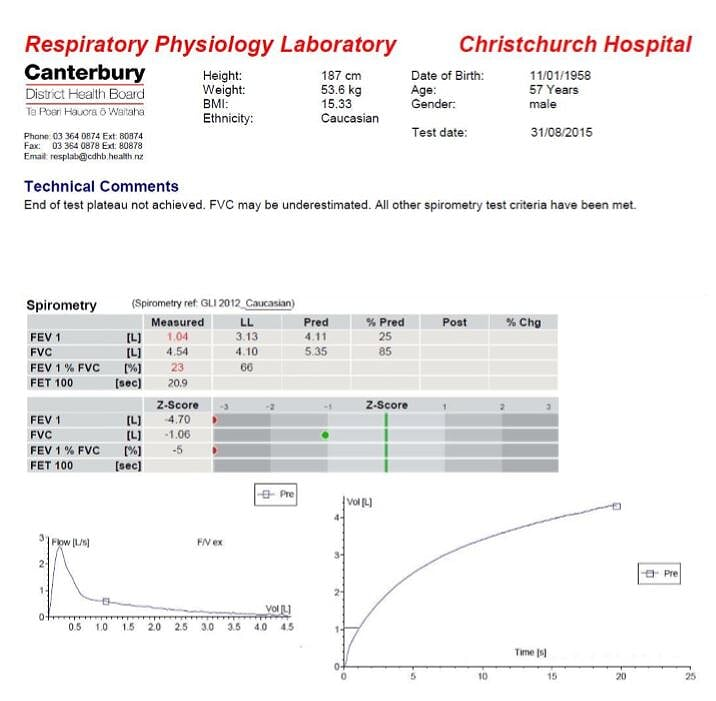 Respiratory Physiology Laboratory Christchurch Hospital
Canterbury
District Health Board
Te Poari Hauora ō Waitaha
Phone: 03 364 0874 Ext: 80874
Fax: 03 364 0878 Ext: 80878
Email: resplab@cdhb.health.nz
Height: 187 cm
Weight: 53.6 kg
BMI: 15.33
Ethnicity: Caucasian
Date of Birth: 11/01/1958
Age: 57 Years
Gender: male
Test date: 31/08/2015
Technical Comments
End of test plateau not achieved. FVC may be underestimated. All other spirometry test criteria have been met.
Spirometry (Spirometry ref: GLI 2012_Caucasian)
Measured LL Pred % Pred Post % Chg
FEV 1 [L] 1.04 3.13 4.11 25
FVC [L] 4.54 4.10 5.35 85
FEV 1 % FVC [%] 23 66
FET 100 [sec] 20.9
Z-Score -3 -2 -1 Z-Score 1 2 3
FEV 1 [L] -4.70
FVC [L] -1.06
FEV 1 % FVC [%] -5
FET 100 [sec]
Pre
3 Flow [L/s] F/V ex
2
1
0
Vol [L]
0.5 1.0 1.5 2.0 2.5 3.0 3.5 4.0 4.5
Vol [L]
4
3
2
1
0
Pre
Time [s]
0 5 10 15 20 25